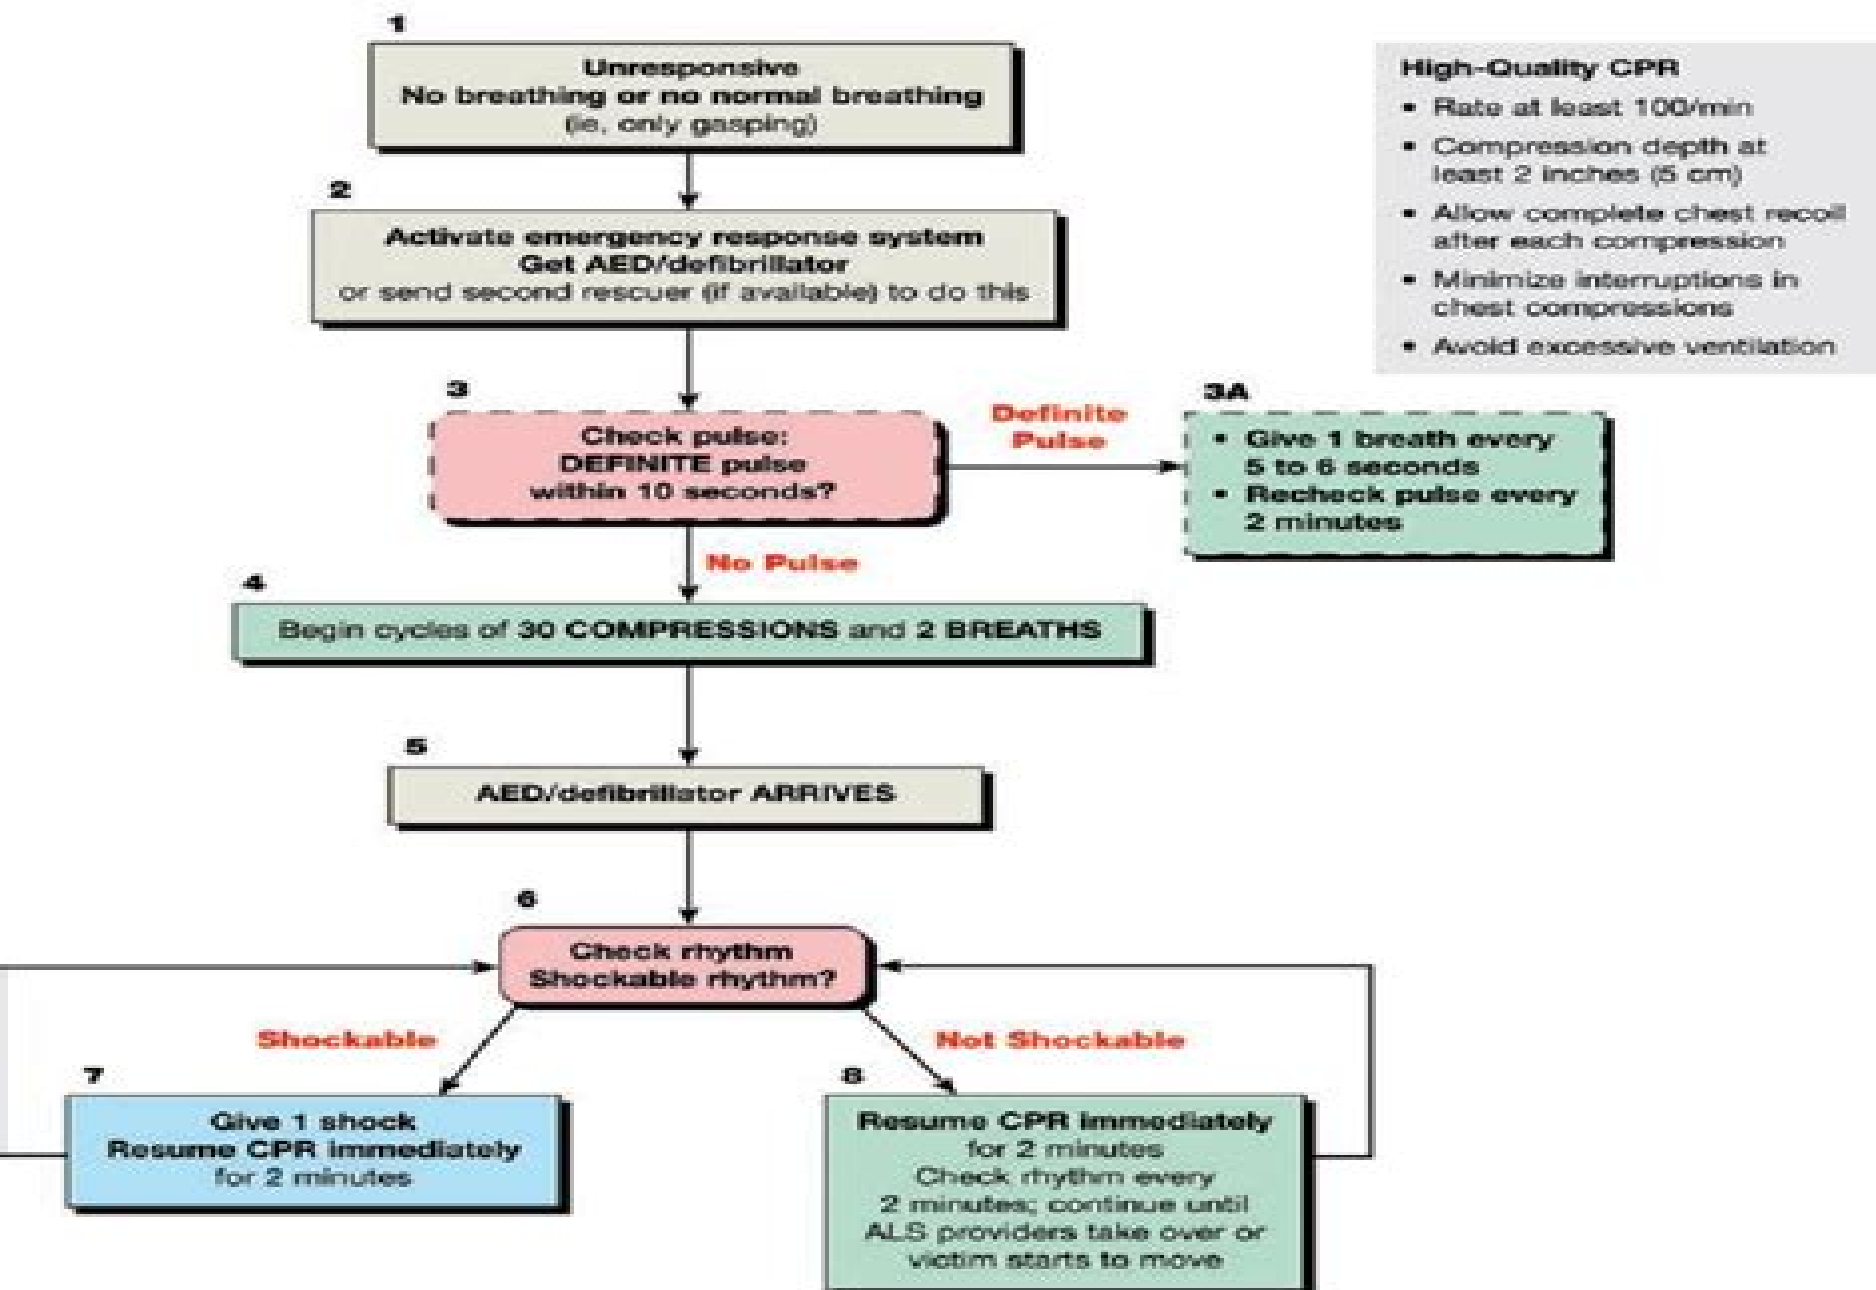 1
Unresponsive
No breathing or no normal breathing
(ie, only gasping)
2
Activate emergency response system
Get AED/defibrillator
or send second rescuer (if available) to do this
3
Check pulse:
DEFINITE pulse
within 10 seconds?
Definite
Pulse
3A
• Give 1 breath every
5 to 6 seconds
• Recheck pulse every
2 minutes
No Pulse
4
Begin cycles of 30 COMPRESSIONS and 2 BREATHS
5
AED/defibrillator ARRIVES
6
Check rhythm
Shockable rhythm?
Shockable
Not Shockable
7
Give 1 shock
Resume CPR immediately
for 2 minutes
8
Resume CPR immediately
for 2 minutes
Check rhythm every
2 minutes; continue until
ALS providers take over or
victim starts to move
High-Quality CPR
• Rate at least 100/min
• Compression depth at
least 2 inches (5 cm)
• Allow complete chest recoil
after each compression
• Minimize interruptions in
chest compressions
• Avoid excessive ventilation